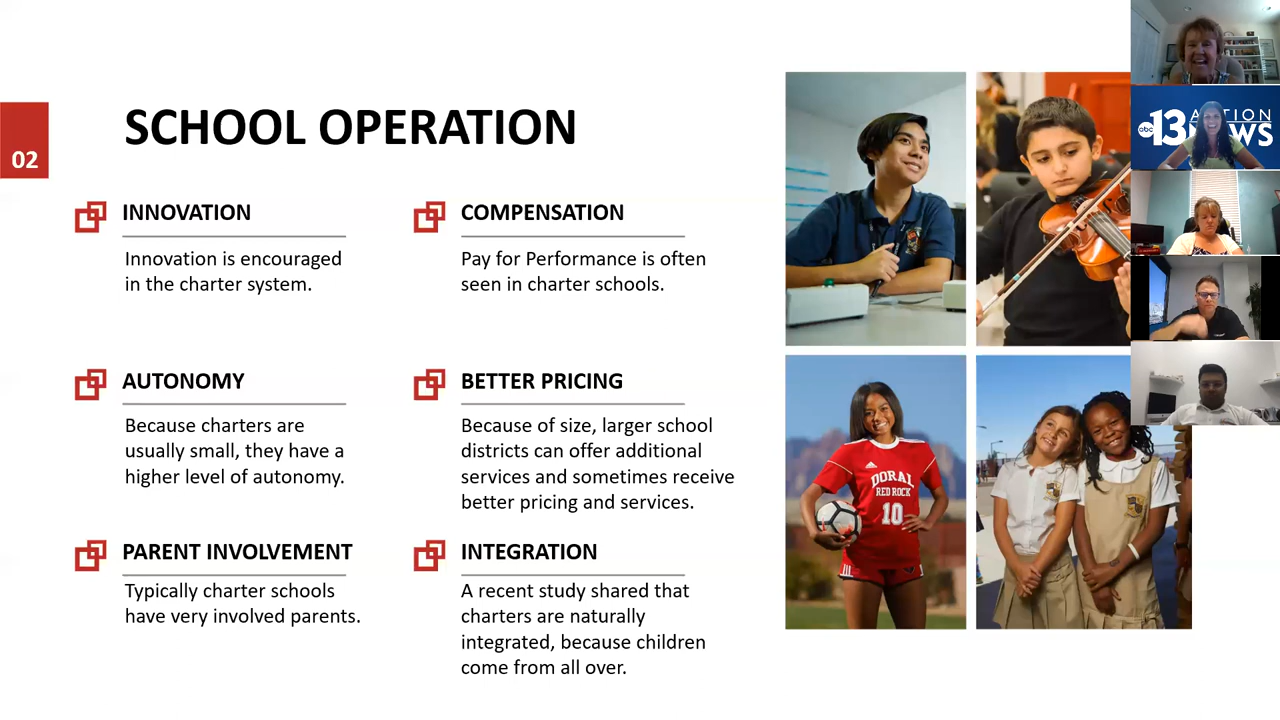 02
SCHOOL OPERATION
INNOVATION
Innovation is encouraged
in the charter system.
COMPENSATION
Pay for Performance is often
seen in charter schools.
AUTONOMY
Because charters are
usually small, they have a
higher level of autonomy.
BETTER PRICING
Because of size, larger school
districts can offer additional
services and sometimes receive
better pricing and services.
PARENT INVOLVEMENT
Typically charter schools
have very involved parents.
INTEGRATION
A recent study shared that
charters are naturally
integrated, because children
come from all over.
DORAL
RED ROCK
10
abc 13